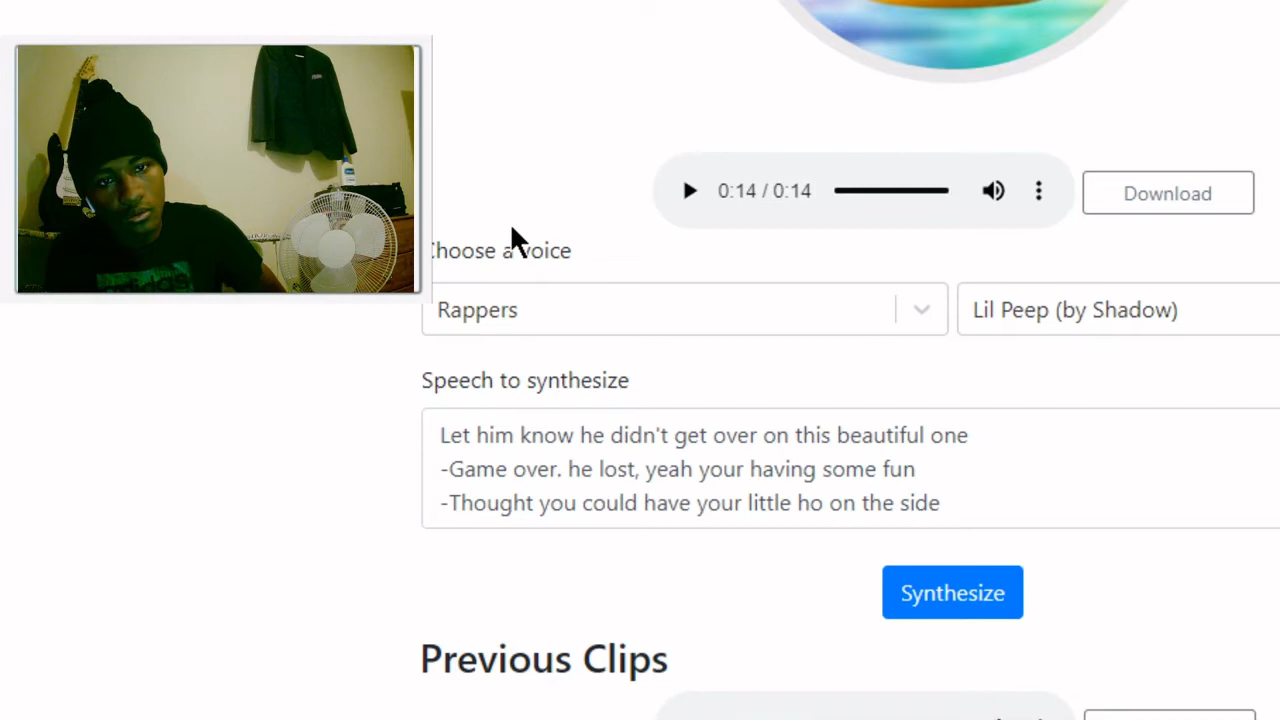 0:14 / 0:14
Download
Choose a voice
Rappers
Lil Peep (by Shadow)
Speech to synthesize
Let him know he didn't get over on this beautiful one
-Game over. he lost, yeah your having some fun
-Thought you could have your little ho on the side
Synthesize
Previous Clips